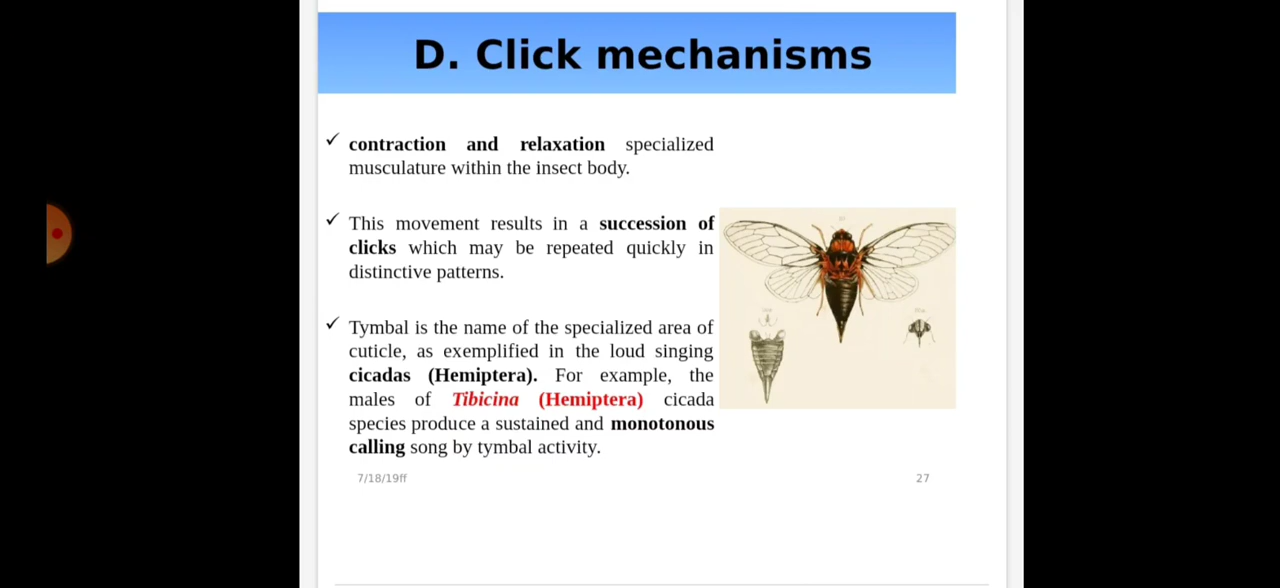 D. Click mechanisms
✓ contraction and relaxation specialized
musculature within the insect body.
✓ This movement results in a succession of
clicks which may be repeated quickly in
distinctive patterns.
✓ Tymbal is the name of the specialized area of
cuticle, as exemplified in the loud singing
cicadas (Hemiptera). For example, the
males of Tibicina (Hemiptera) cicada
species produce a sustained and monotonous
calling song by tymbal activity.
7/18/19ff
27